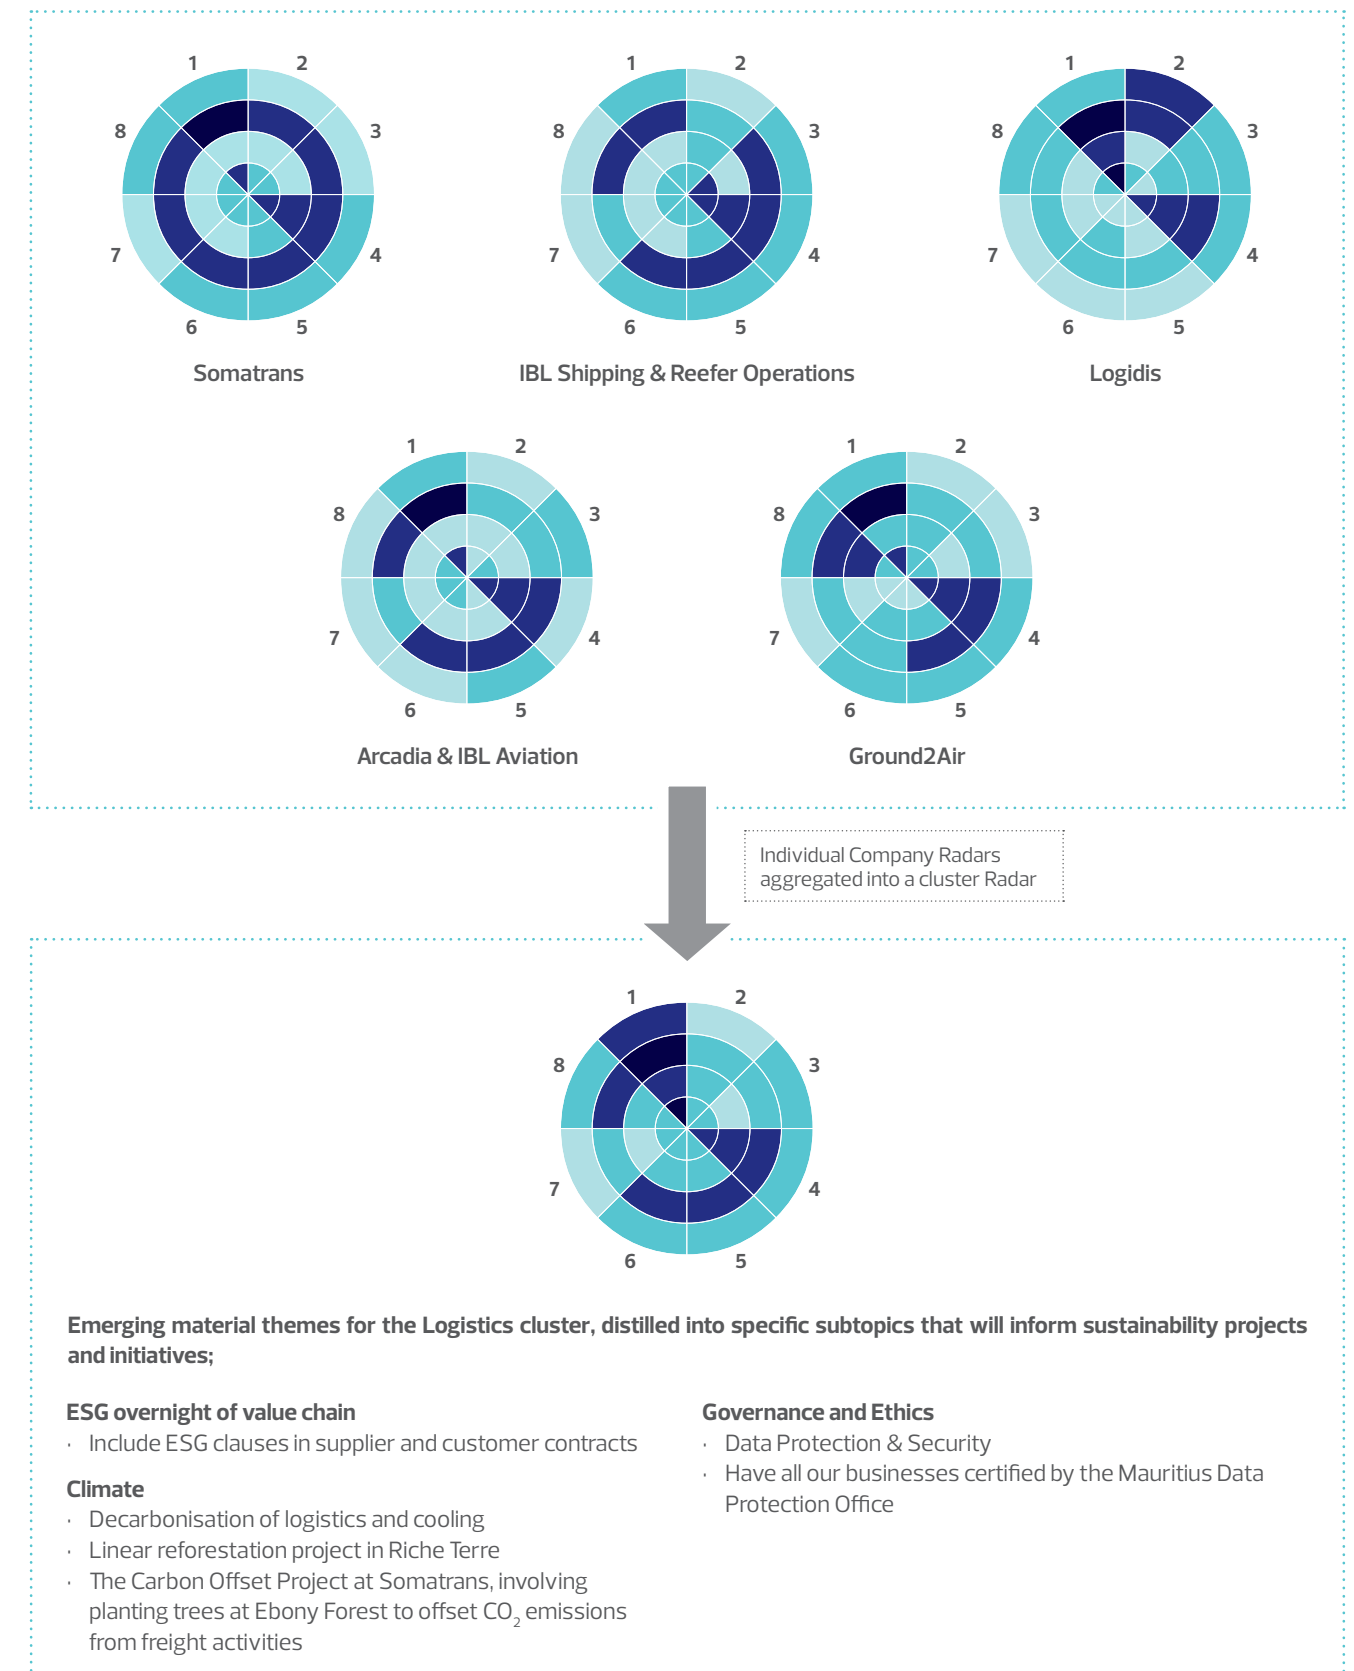 1 2
8 3
7 4
6 5
Somatrans
1 2
8 3
7 4
6 5
IBL Shipping & Reefer Operations
1 2
8 3
7 4
6 5
Logidis
1 2
8 3
7 4
6 5
Arcadia & IBL Aviation
1 2
8 3
7 4
6 5
Ground2Air
Individual Company Radars
aggregated into a cluster Radar
1 2
8 3
7 4
6 5
Emerging material themes for the Logistics cluster, distilled into specific subtopics that will inform sustainability projects
and initiatives;
ESG overnight of value chain
· Include ESG clauses in supplier and customer contracts
Climate
· Decarbonisation of logistics and cooling
· Linear reforestation project in Riche Terre
· The Carbon Offset Project at Somatrans, involving
planting trees at Ebony Forest to offset CO₂ emissions
from freight activities
Governance and Ethics
· Data Protection & Security
· Have all our businesses certified by the Mauritius Data
Protection Office